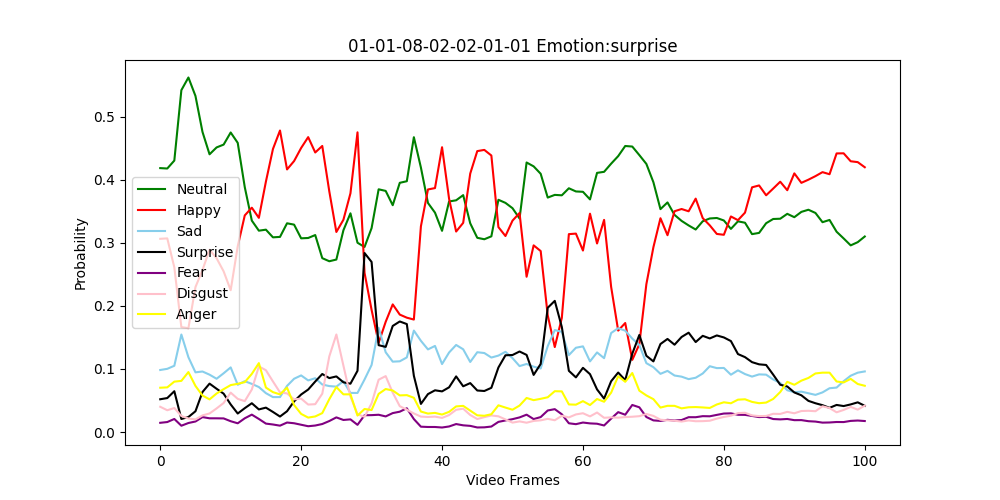 01-01-08-02-02-01-01 Emotion:surprise
Probability
0.5
0.4
0.3
0.2
0.1
0.0
Neutral
Happy
Sad
Surprise
Fear
Disgust
Anger
0 20 40 60 80 100
Video Frames